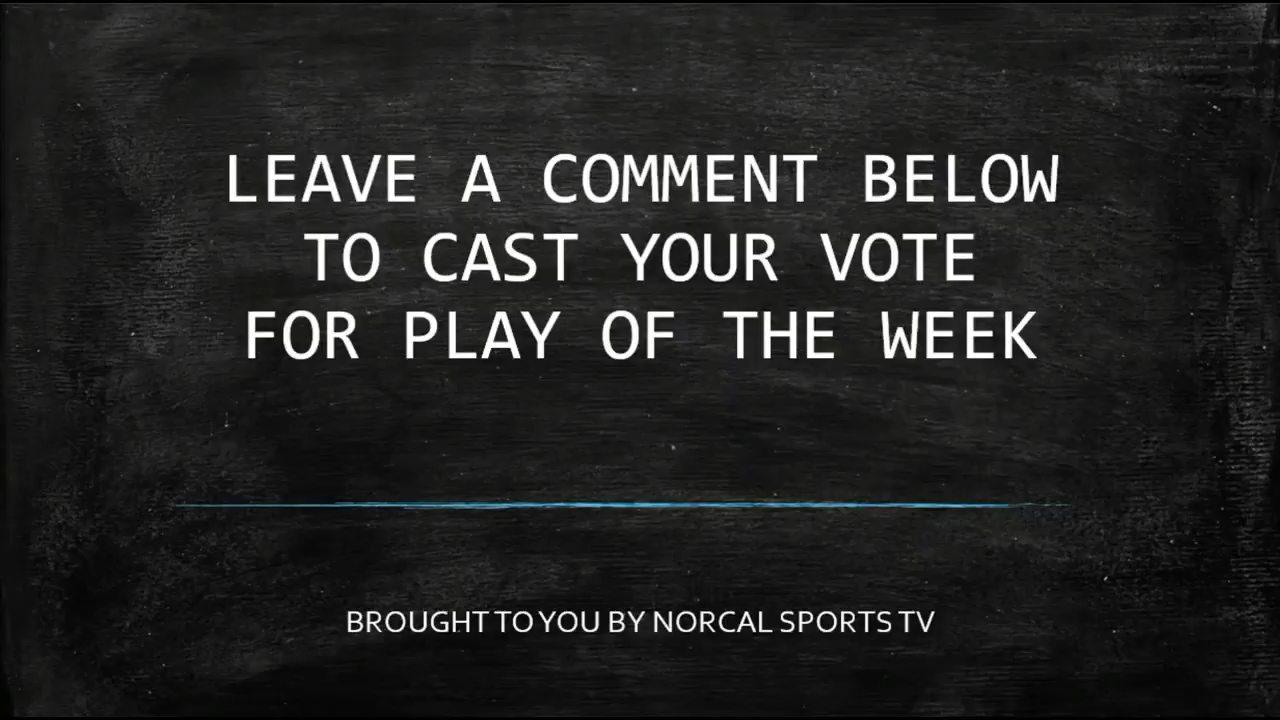 LEAVE A COMMENT BELOW
TO CAST YOUR VOTE
FOR PLAY OF THE WEEK
BROUGHT TO YOU BY NORCAL SPORTS TV